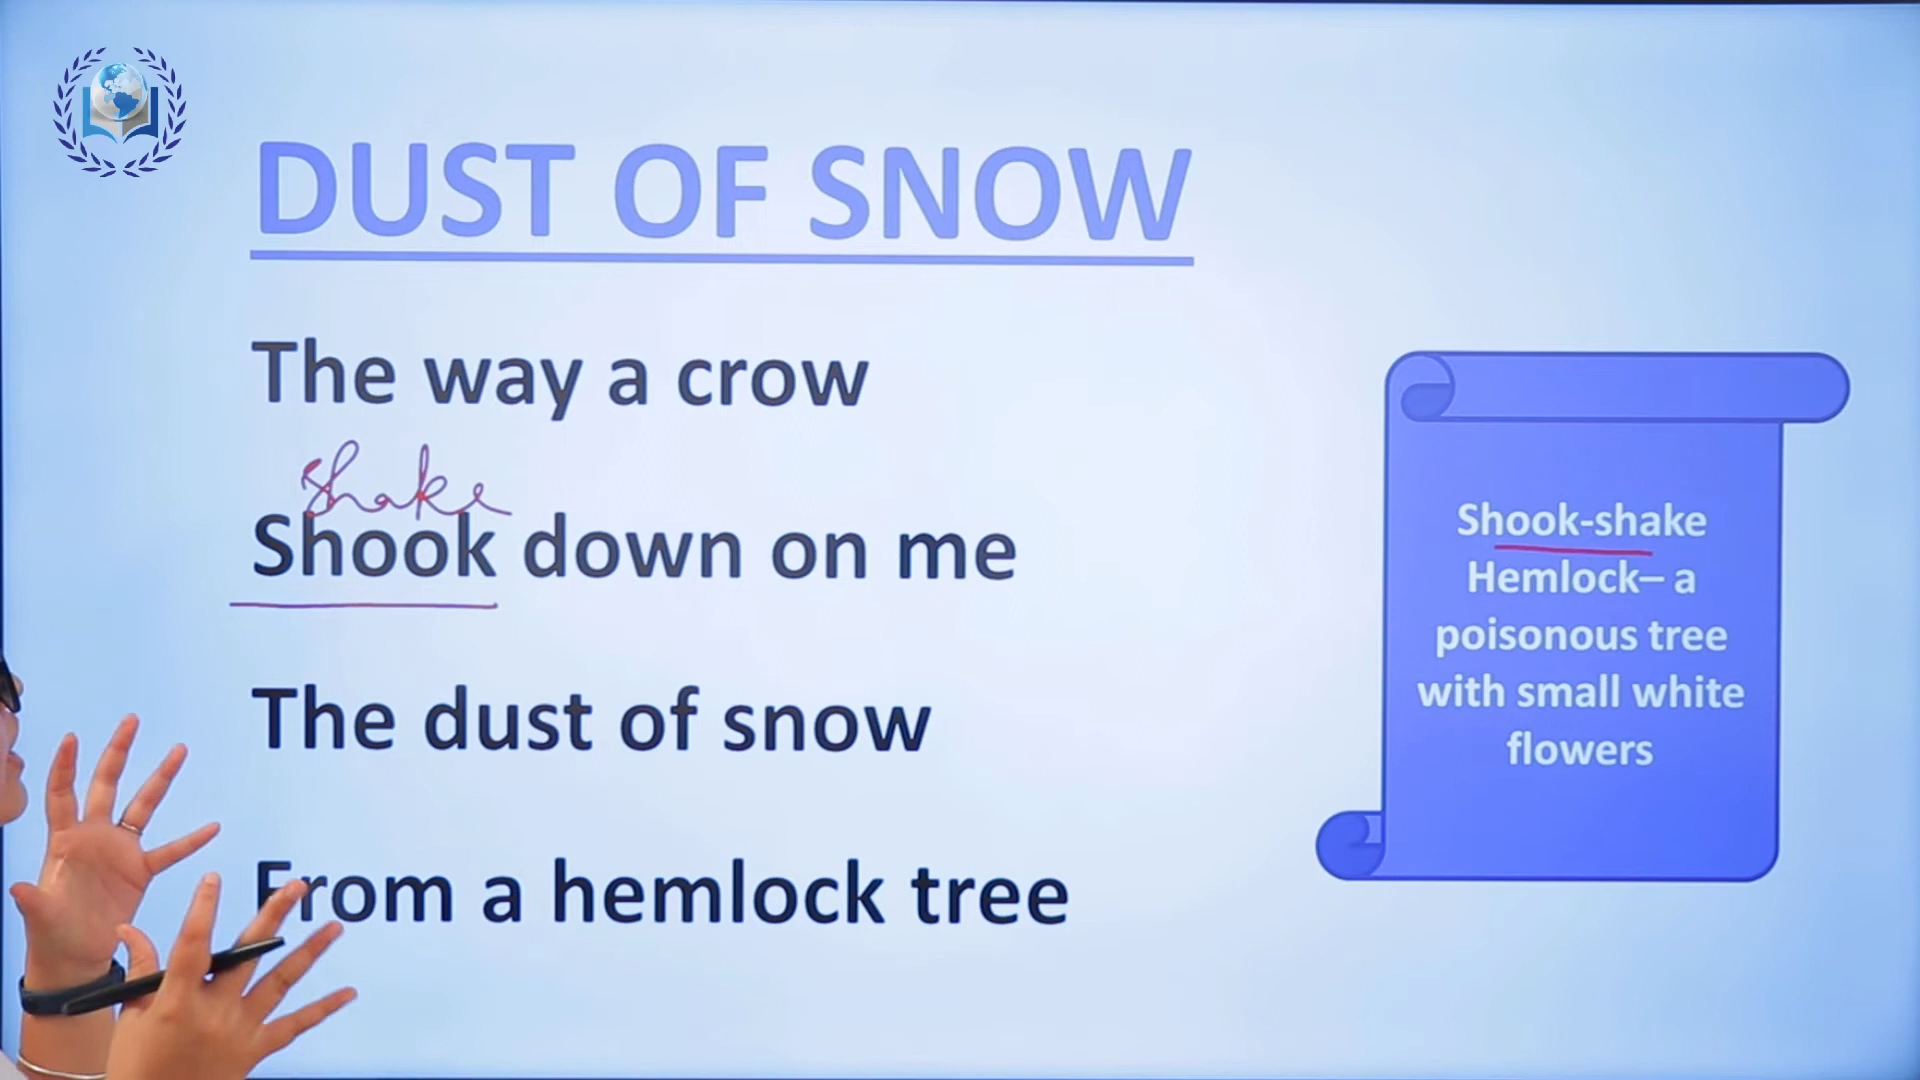 DUST OF SNOW
The way a crow
shake
Shook down on me
The dust of snow
From a hemlock tree
Shook-shake
Hemlock– a
poisonous tree
with small white
flowers